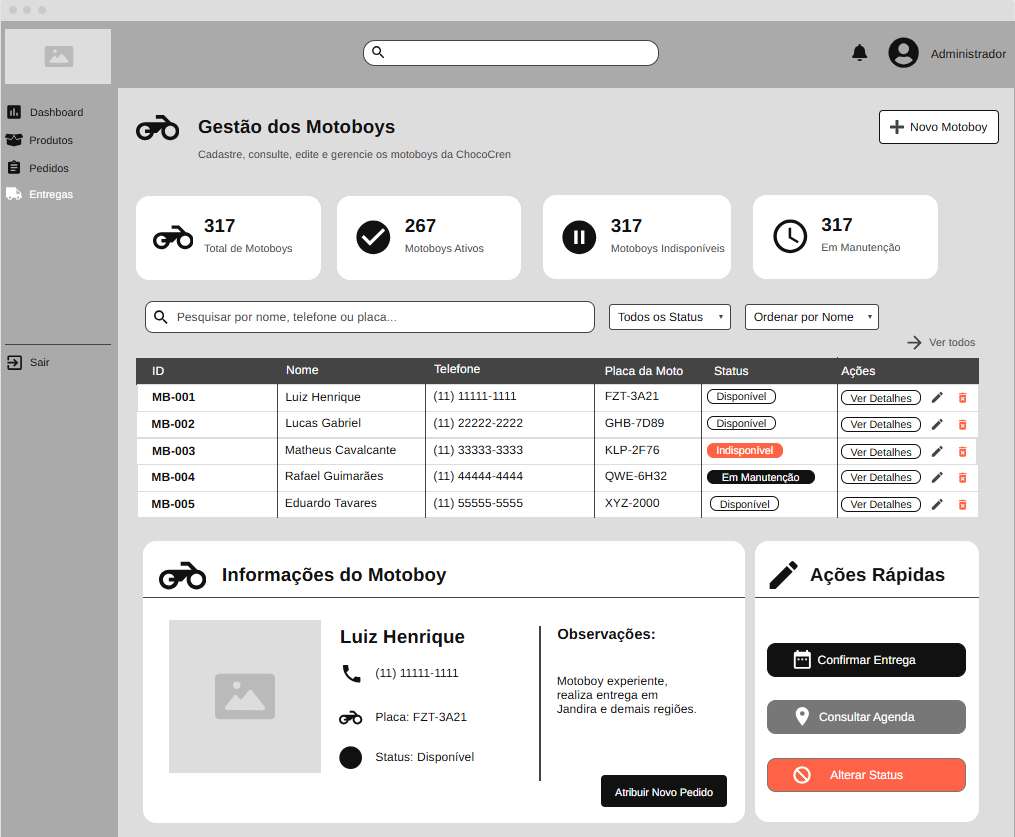 Administrador
Dashboard
Produtos
Pedidos
Entregas
Sair
Gestão dos Motoboys
Cadastre, consulte, edite e gerencie os motoboys da ChocoCren
Novo Motoboy
317
Total de Motoboys
267
Motoboys Ativos
317
Motoboys Indisponíveis
317
Em Manutenção
Pesquisar por nome, telefone ou placa...
Todos os Status
Ordenar por Nome
Ver todos
ID Nome Telefone Placa da Moto Status Ações
MB-001 Luiz Henrique (11) 11111-1111 FZT-3A21 Disponível Ver Detalhes
MB-002 Lucas Gabriel (11) 22222-2222 GHB-7D89 Disponível Ver Detalhes
MB-003 Matheus Cavalcante (11) 33333-3333 KLP-2F76 Indisponível Ver Detalhes
MB-004 Rafael Guimarães (11) 44444-4444 QWE-6H32 Em Manutenção Ver Detalhes
MB-005 Eduardo Tavares (11) 55555-5555 XYZ-2000 Disponível Ver Detalhes
Informações do Motoboy
Luiz Henrique
(11) 11111-1111
Placa: FZT-3A21
Status: Disponível
Observações:
Motoboy experiente,
realiza entrega em
Jandira e demais regiões.
Atribuir Novo Pedido
Ações Rápidas
Confirmar Entrega
Consultar Agenda
Alterar Status